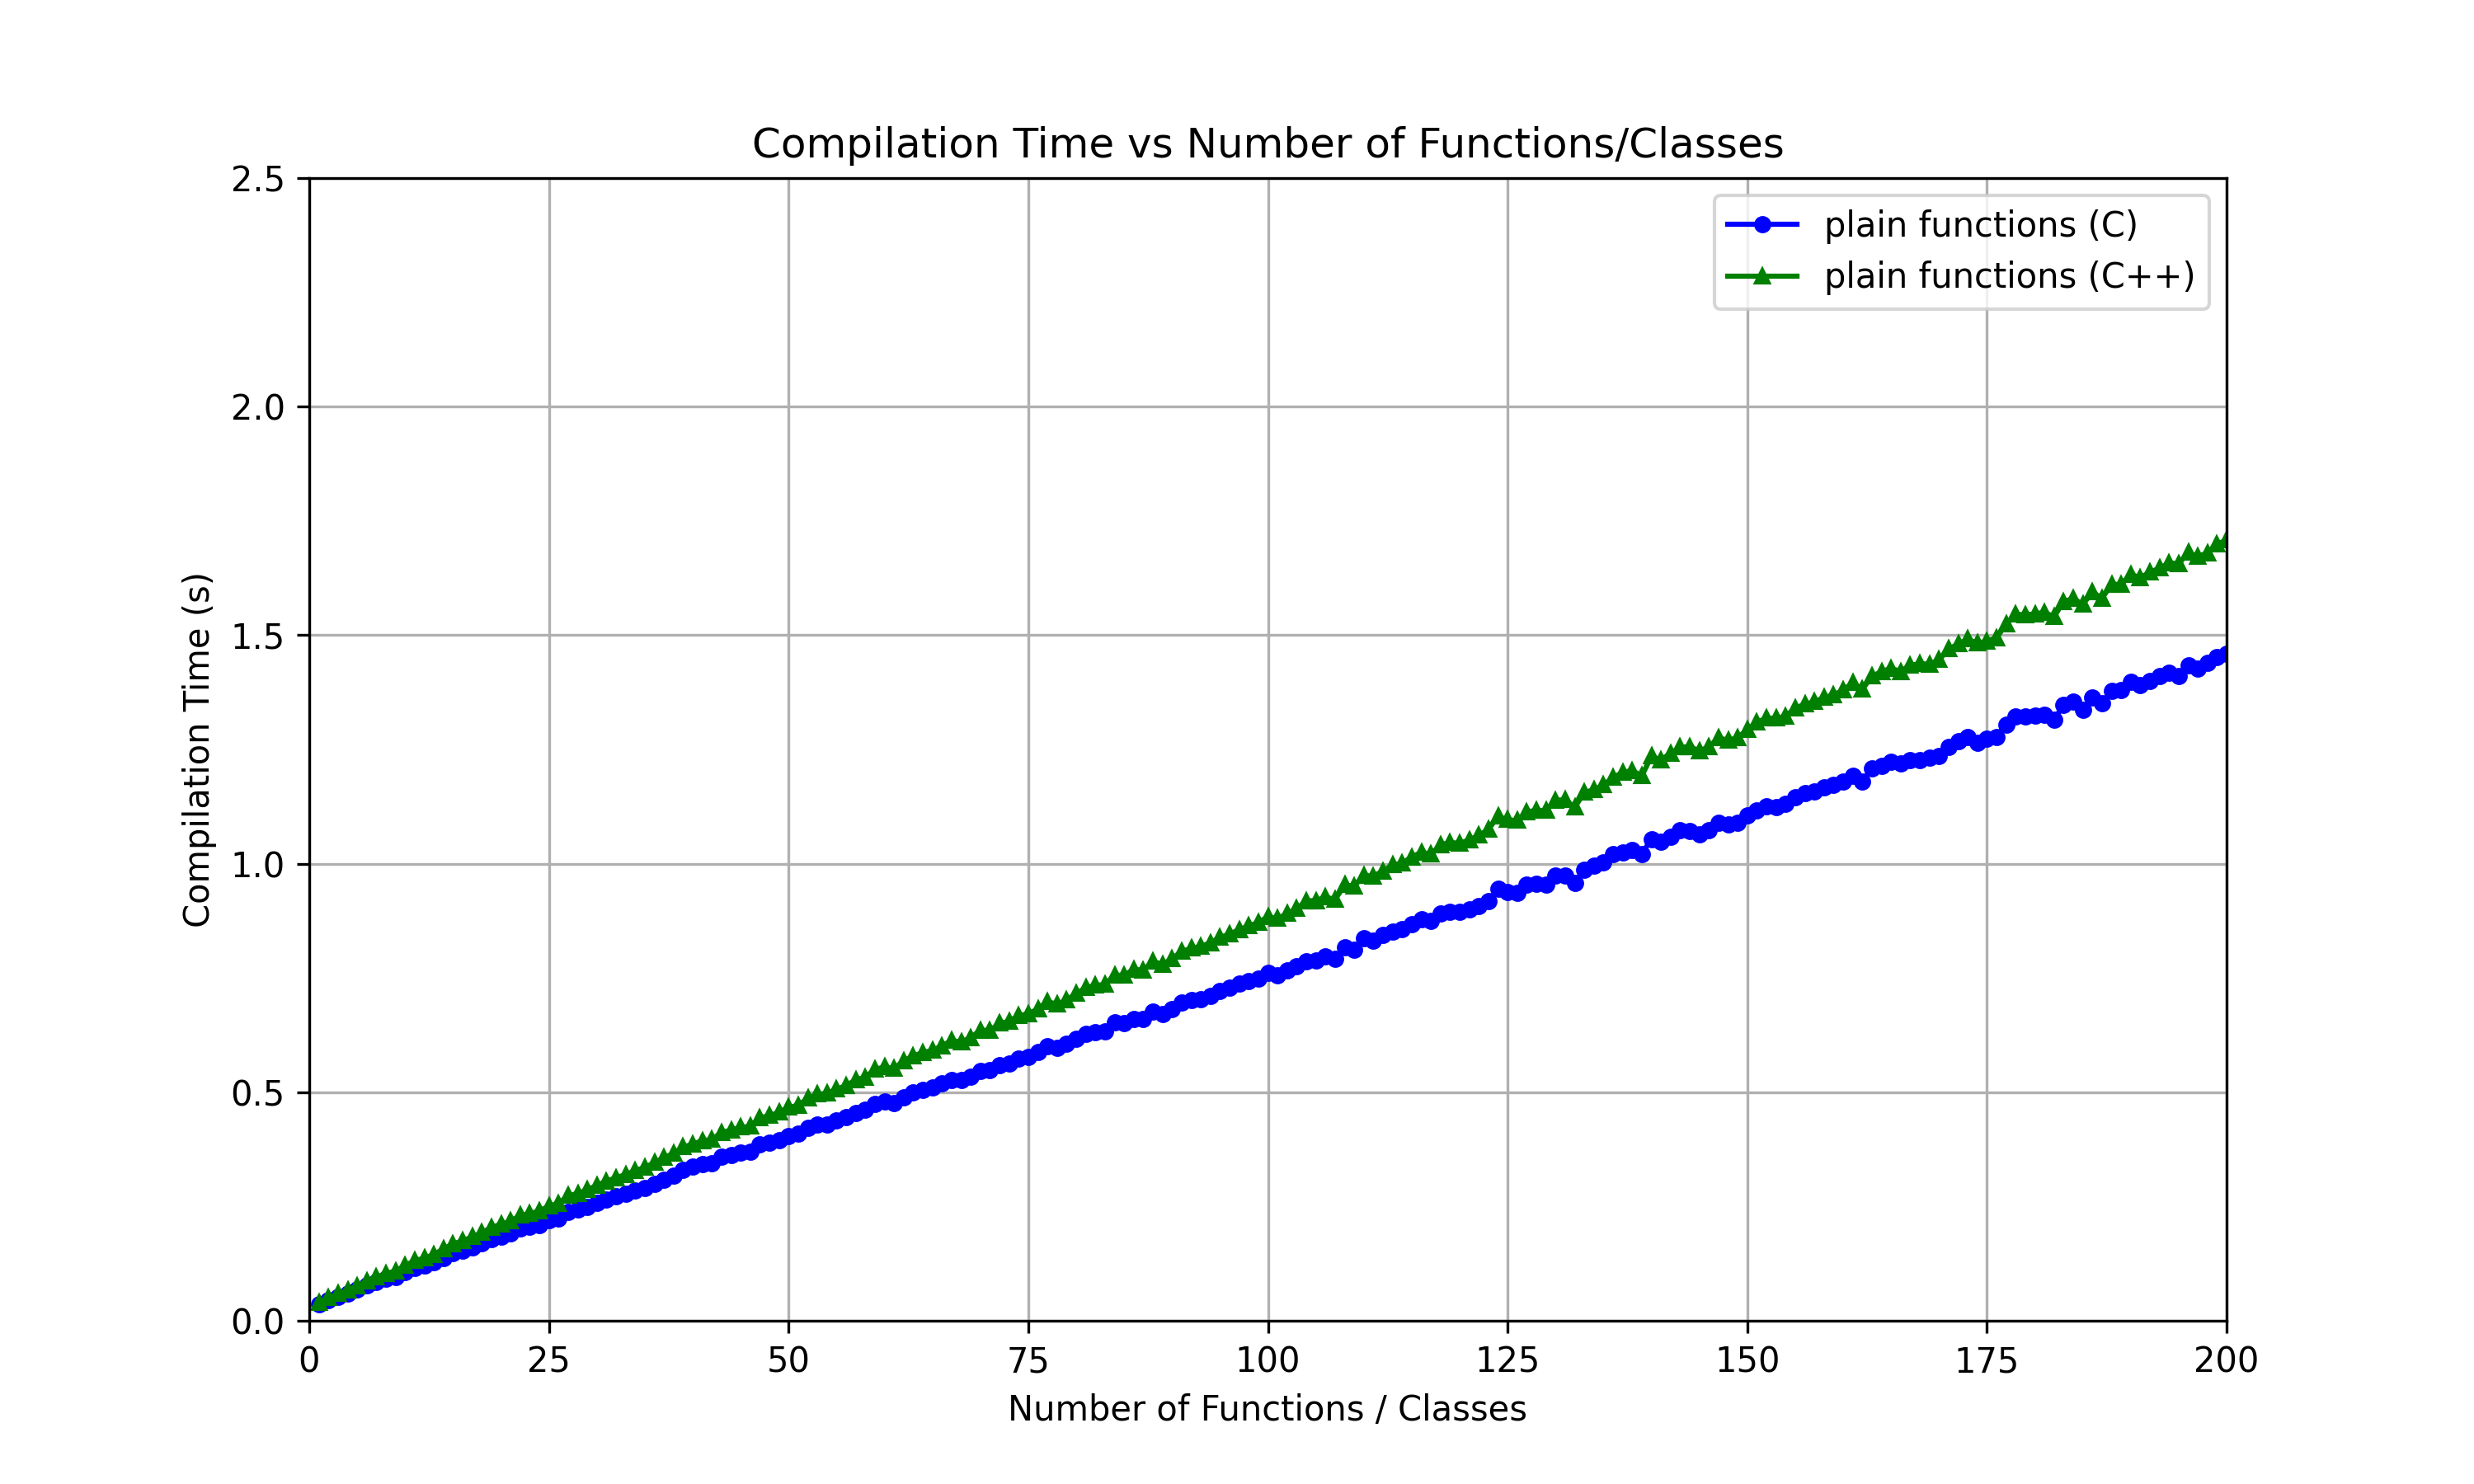 Compilation Time vs Number of Functions/Classes
plain functions (C)
plain functions (C++)
Compilation Time (s)
2.5
2.0
1.5
1.0
0.5
0.0
0 25 50 75 100 125 150 175 200
Number of Functions / Classes